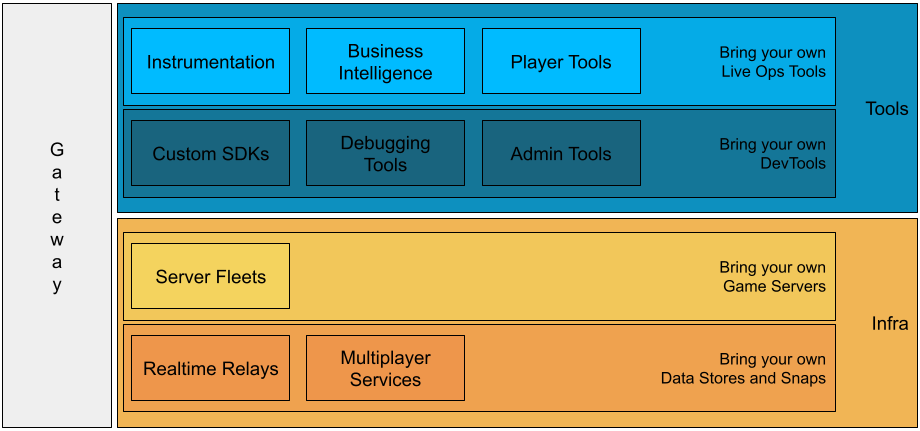 Gateway
Instrumentation
Business
Intelligence
Player Tools
Bring your own
Live Ops Tools
Tools
Custom SDKs
Debugging
Tools
Admin Tools
Bring your own
DevTools
Server Fleets
Bring your own
Game Servers
Infra
Realtime Relays
Multiplayer
Services
Bring your own
Data Stores and Snaps